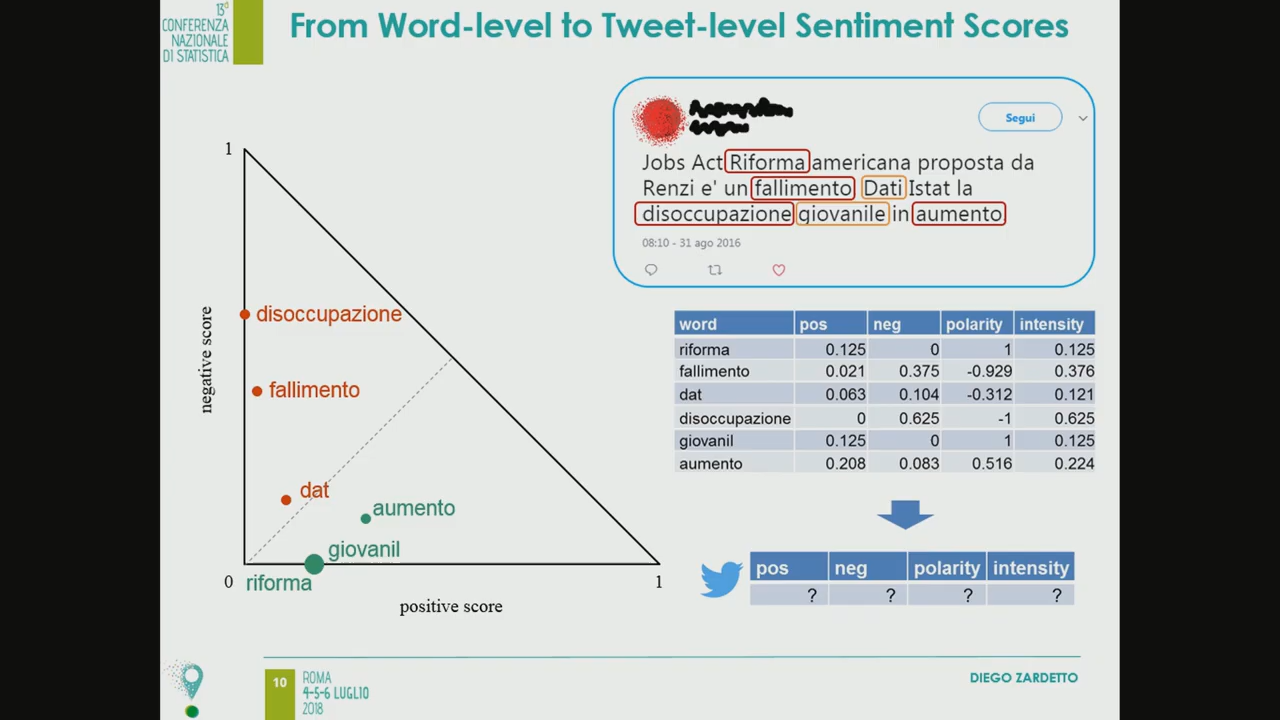 13°
CONFERENZA
NAZIONALE
DI STATISTICA
From Word-level to Tweet-level Sentiment Scores
Segui
Jobs Act Riforma americana proposta da
Renzi e' un fallimento Dati Istat la
disoccupazione giovanile in aumento
08:10 - 31 ago 2016
1
negative score
disoccupazione
fallimento
dat
aumento
giovanil
0
riforma
1
positive score
word pos neg polarity intensity
riforma 0.125 0 1 0.125
fallimento 0.021 0.375 -0.929 0.376
dat 0.063 0.104 -0.312 0.121
disoccupazione 0 0.625 -1 0.625
giovanil 0.125 0 1 0.125
aumento 0.208 0.083 0.516 0.224
pos neg polarity intensity
? ? ? ?
10
ROMA
4-5-6 LUGLIO
2018
DIEGO ZARDETTO